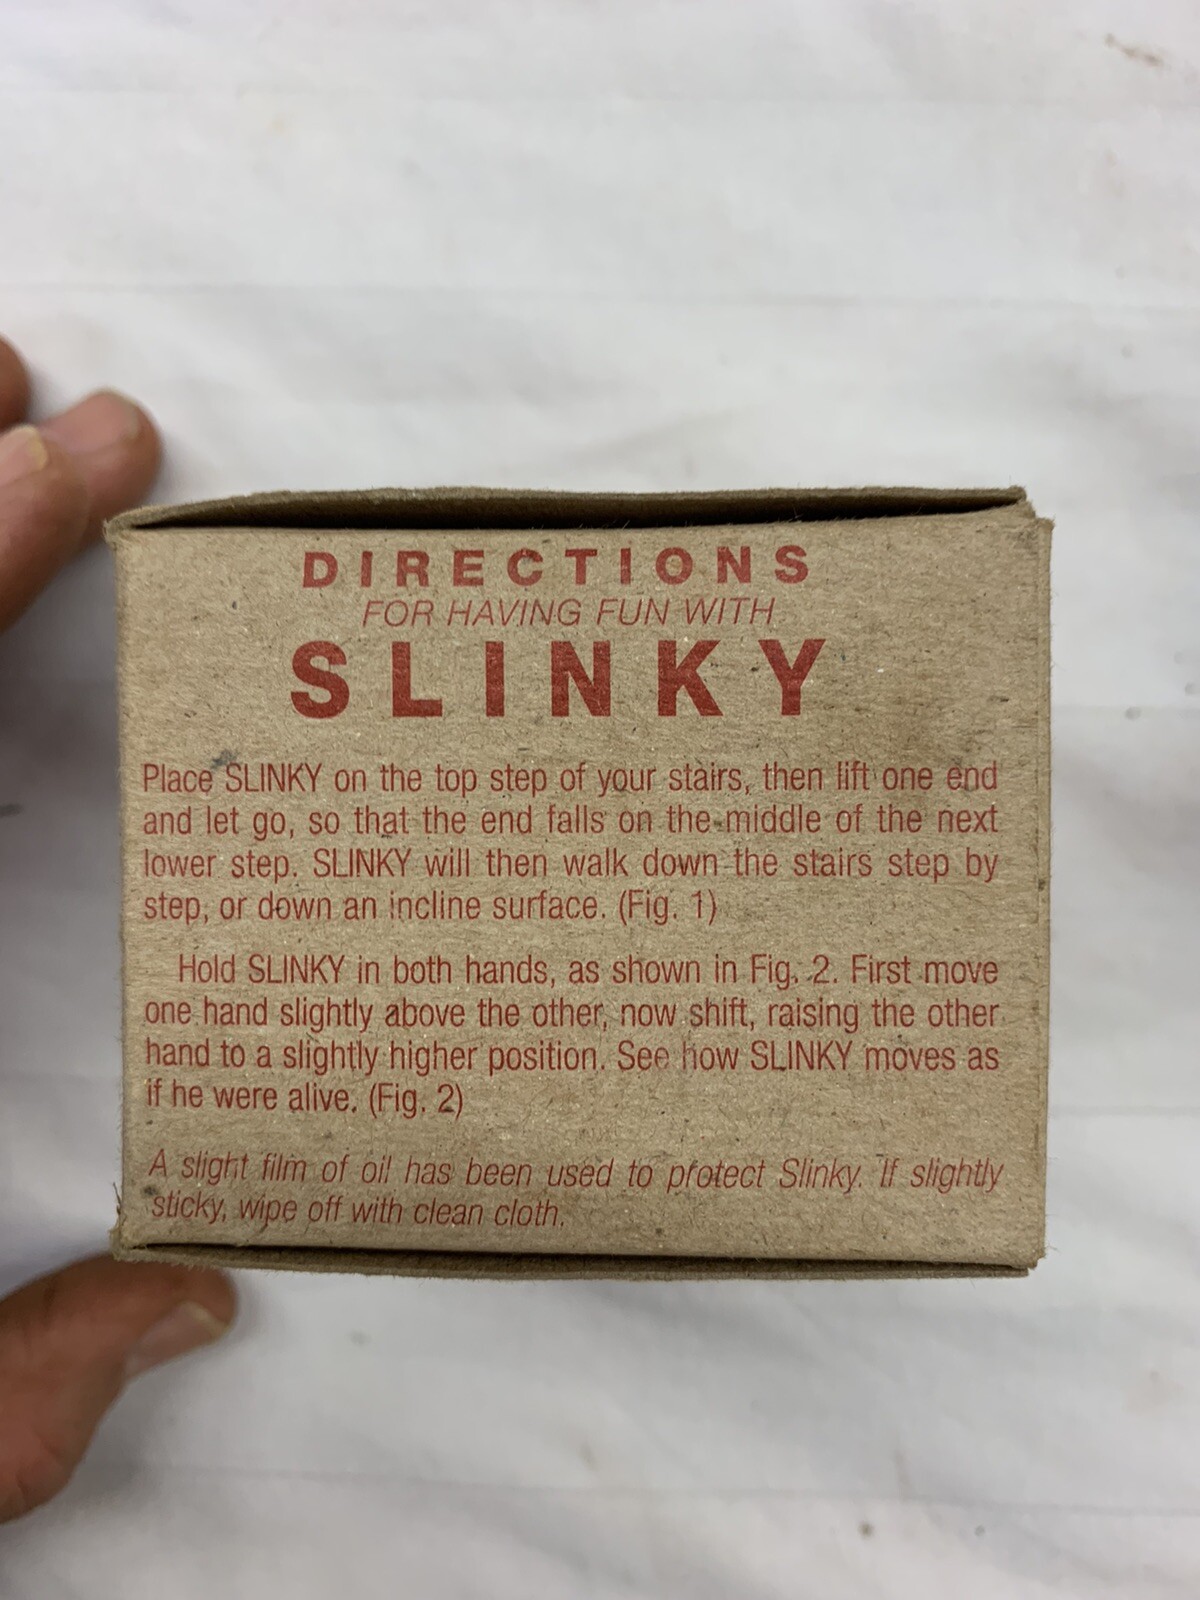 DIRECTIONS
FOR HAVING FUN WITH
SLINKY
Place SLINKY on the top step of your stairs, then lift one end
and let go, so that the end falls on the middle of the next
lower step. SLINKY will then walk down the stairs step by
step, or down an incline surface. (Fig. 1)
Hold SLINKY in both hands, as shown in Fig. 2. First move
one hand slightly above the other, now shift, raising the other
hand to a slightly higher position. See how SLINKY moves as
if he were alive. (Fig. 2)
A slight film of oil has been used to protect Slinky. If slightly
sticky, wipe off with clean cloth.